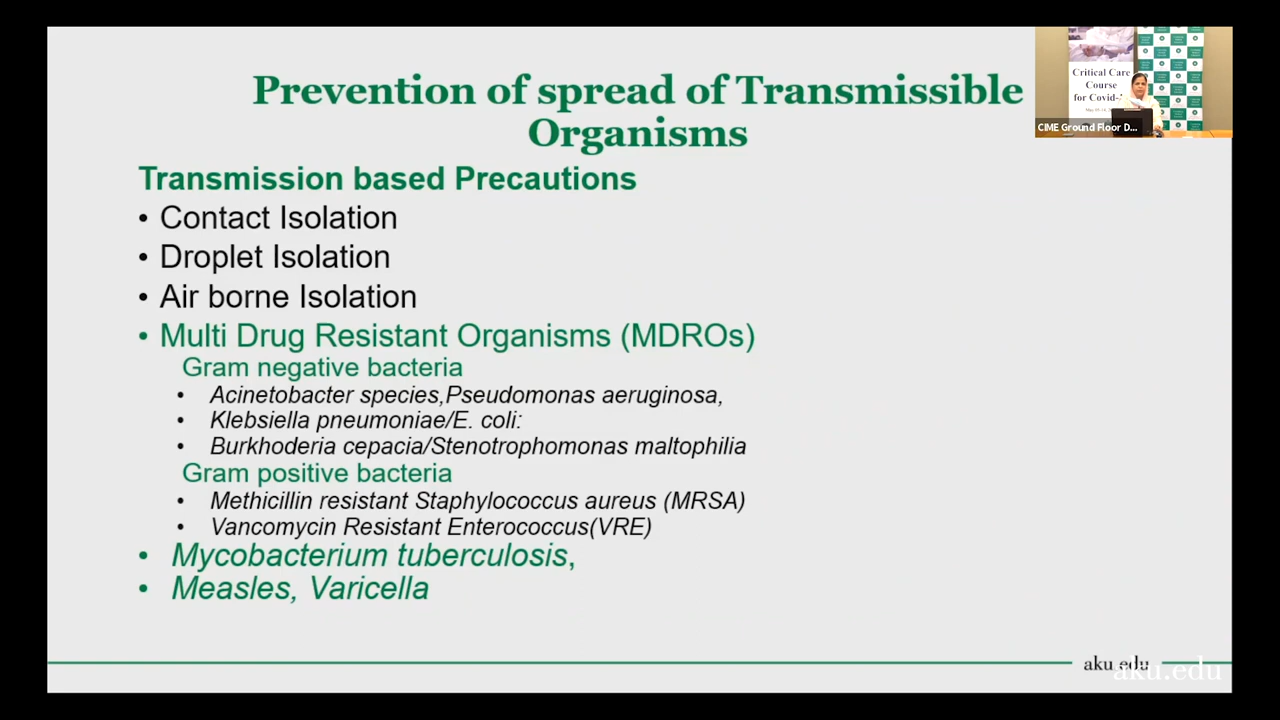 Prevention of spread of Transmissible
Organisms
Transmission based Precautions
• Contact Isolation
• Droplet Isolation
• Air borne Isolation
• Multi Drug Resistant Organisms (MDROs)
Gram negative bacteria
• Acinetobacter species,Pseudomonas aeruginosa,
• Klebsiella pneumoniae/E. coli:
• Burkhoderia cepacia/Stenotrophomonas maltophilia
Gram positive bacteria
• Methicillin resistant Staphylococcus aureus (MRSA)
• Vancomycin Resistant Enterococcus(VRE)
• Mycobacterium tuberculosis,
• Measles, Varicella
Critical Care
Course
for Covid-
CIME Ground Floor D...
aku.edu
aku.edu